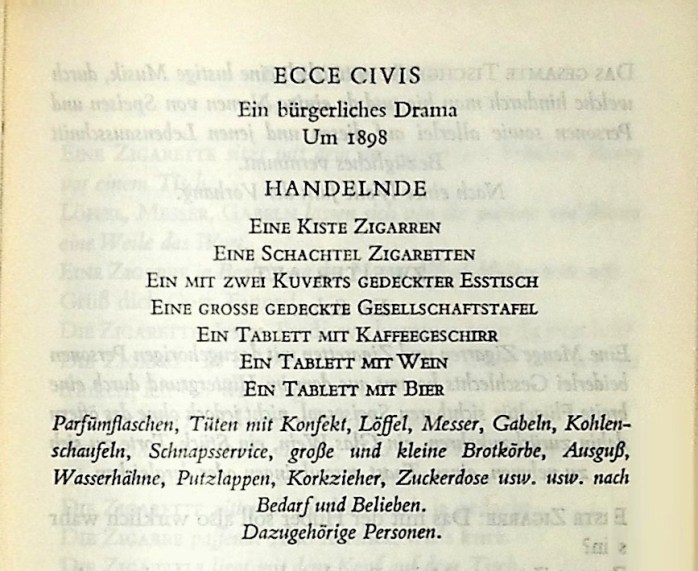 ECCE CIVIS
Ein bürgerliches Drama
Um 1898
HANDELNDE
EINE KISTE ZIGARREN
EINE SCHACHTEL ZIGARETTEN
EIN MIT ZWEI KUVERTS GEDECKTER ESSTISCH
EINE GROSSE GEDECKTE GESELLSCHAFTSTAFEL
EIN TABLETT MIT KAFFEEGESCHIRR
EIN TABLETT MIT WEIN
EIN TABLETT MIT BIER
Parfümflaschen, Tüten mit Konfekt, Löffel, Messer, Gabeln, Kohlen-
schaufeln, Schnapsservice, große und kleine Brotkörbe, Ausguß,
Wasserhähne, Putzlappen, Korkzieher, Zuckerdose usw. usw. nach
Bedarf und Belieben.
Dazugehörige Personen.